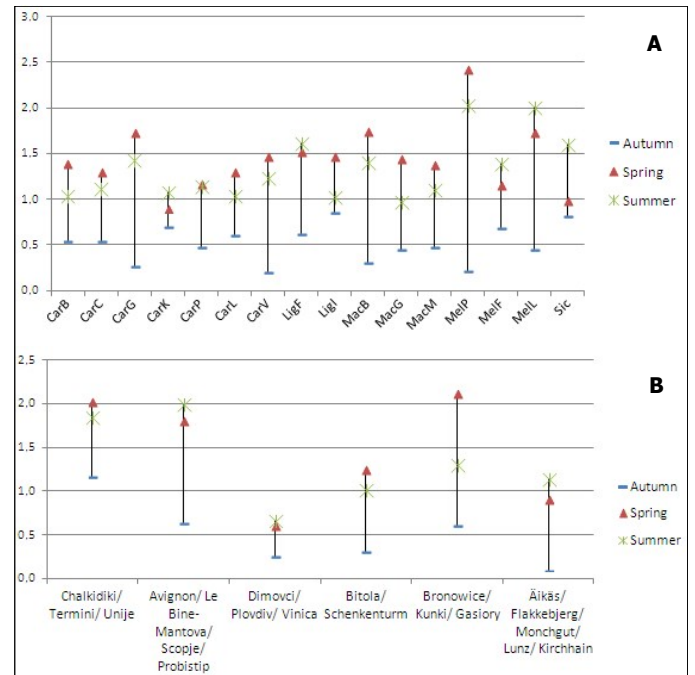 3.0
A
2.5
2.0
Autumn
1.5
Spring
Summer
1.0
0.5
0.0
CarB CarC CarG CarK CarP CarL CarV LigF LigI MacB MacG MacM MelP MelF MelL Sic
2.5
B
2.0
1.5
Autumn
Spring
1.0
Summer
0.5
0.0
Chalkidiki/ Avignon/ Le Dimovci/ Bitola/ Bronowice/ Äikäs/
Termini/ Unije Bine- Plovdiv/ Vinica Schenkenturm Kunki/ Gasiory Flakkebjerg/
Mantova/ Monchgut/
Scopje/ Lunz/ Kirchhain
Probistip